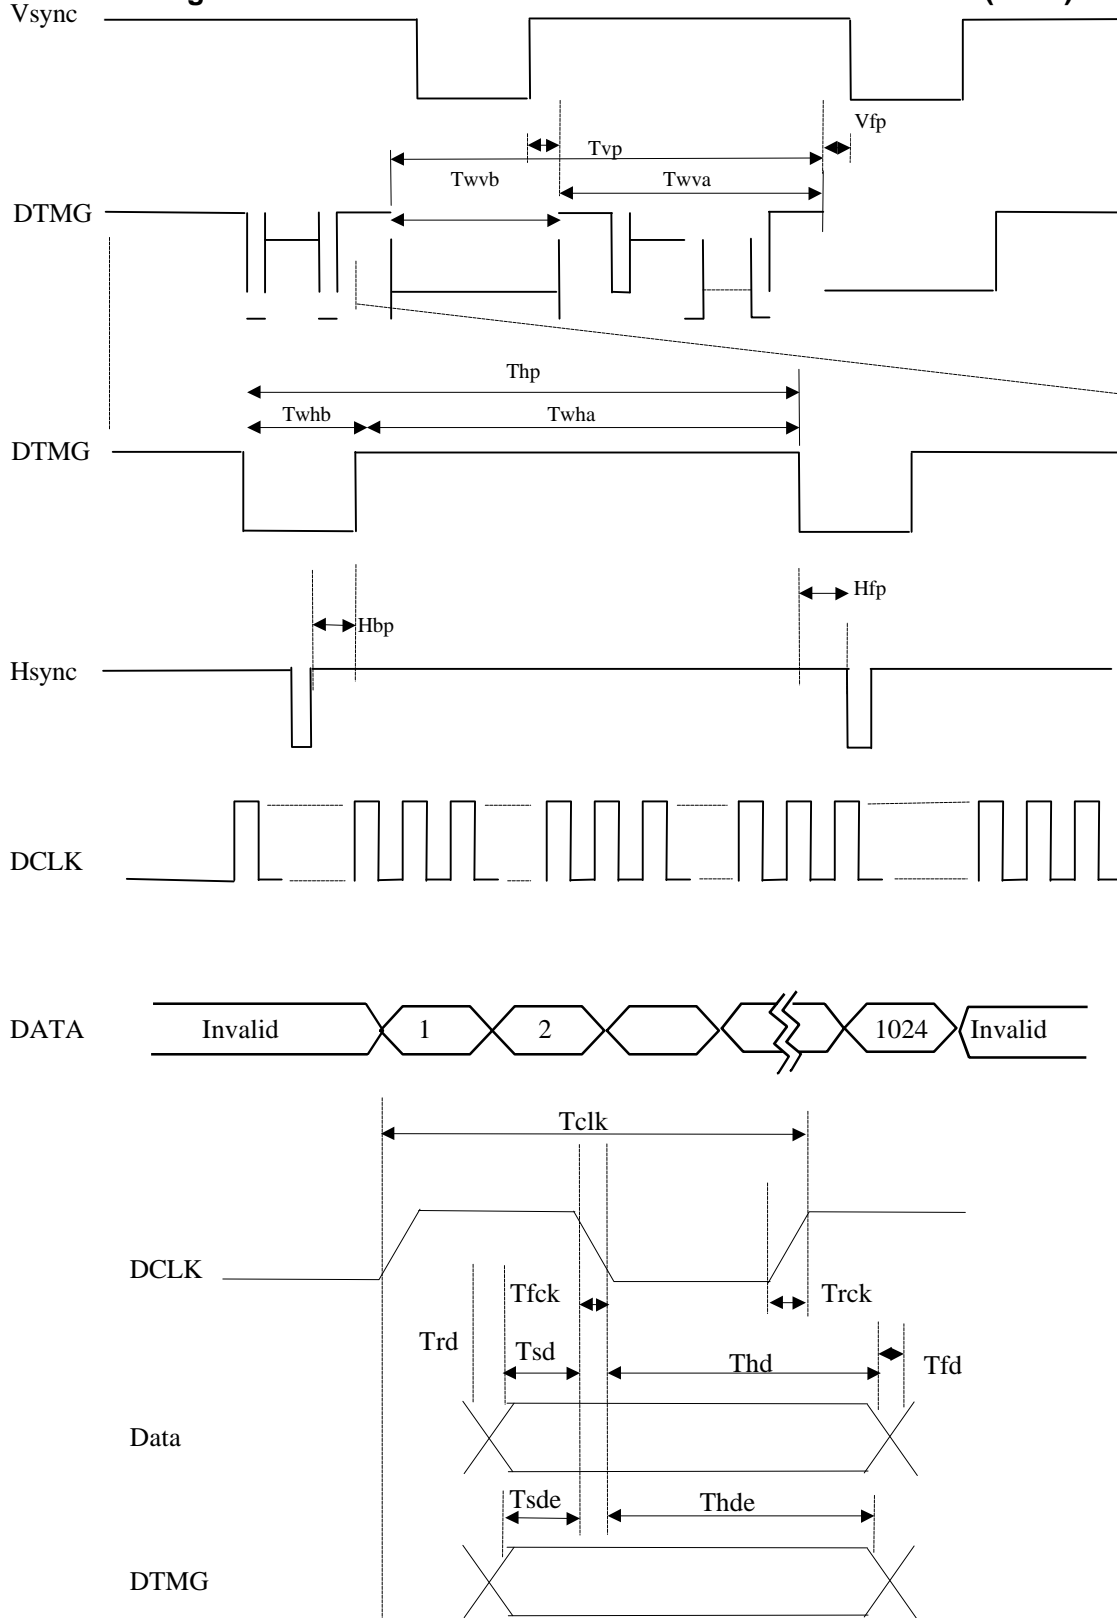 Vsync
Vfp
Tvp
Twvb Twva
DTMG
Thp
Twhb Twha
DTMG
Hfp
Hbp
Hsync
DCLK
DATA Invalid 1 2 1024 Invalid
Tclk
DCLK
Tfck Trck
Trd Tsd Thd Tfd
Data
Tsde Thde
DTMG